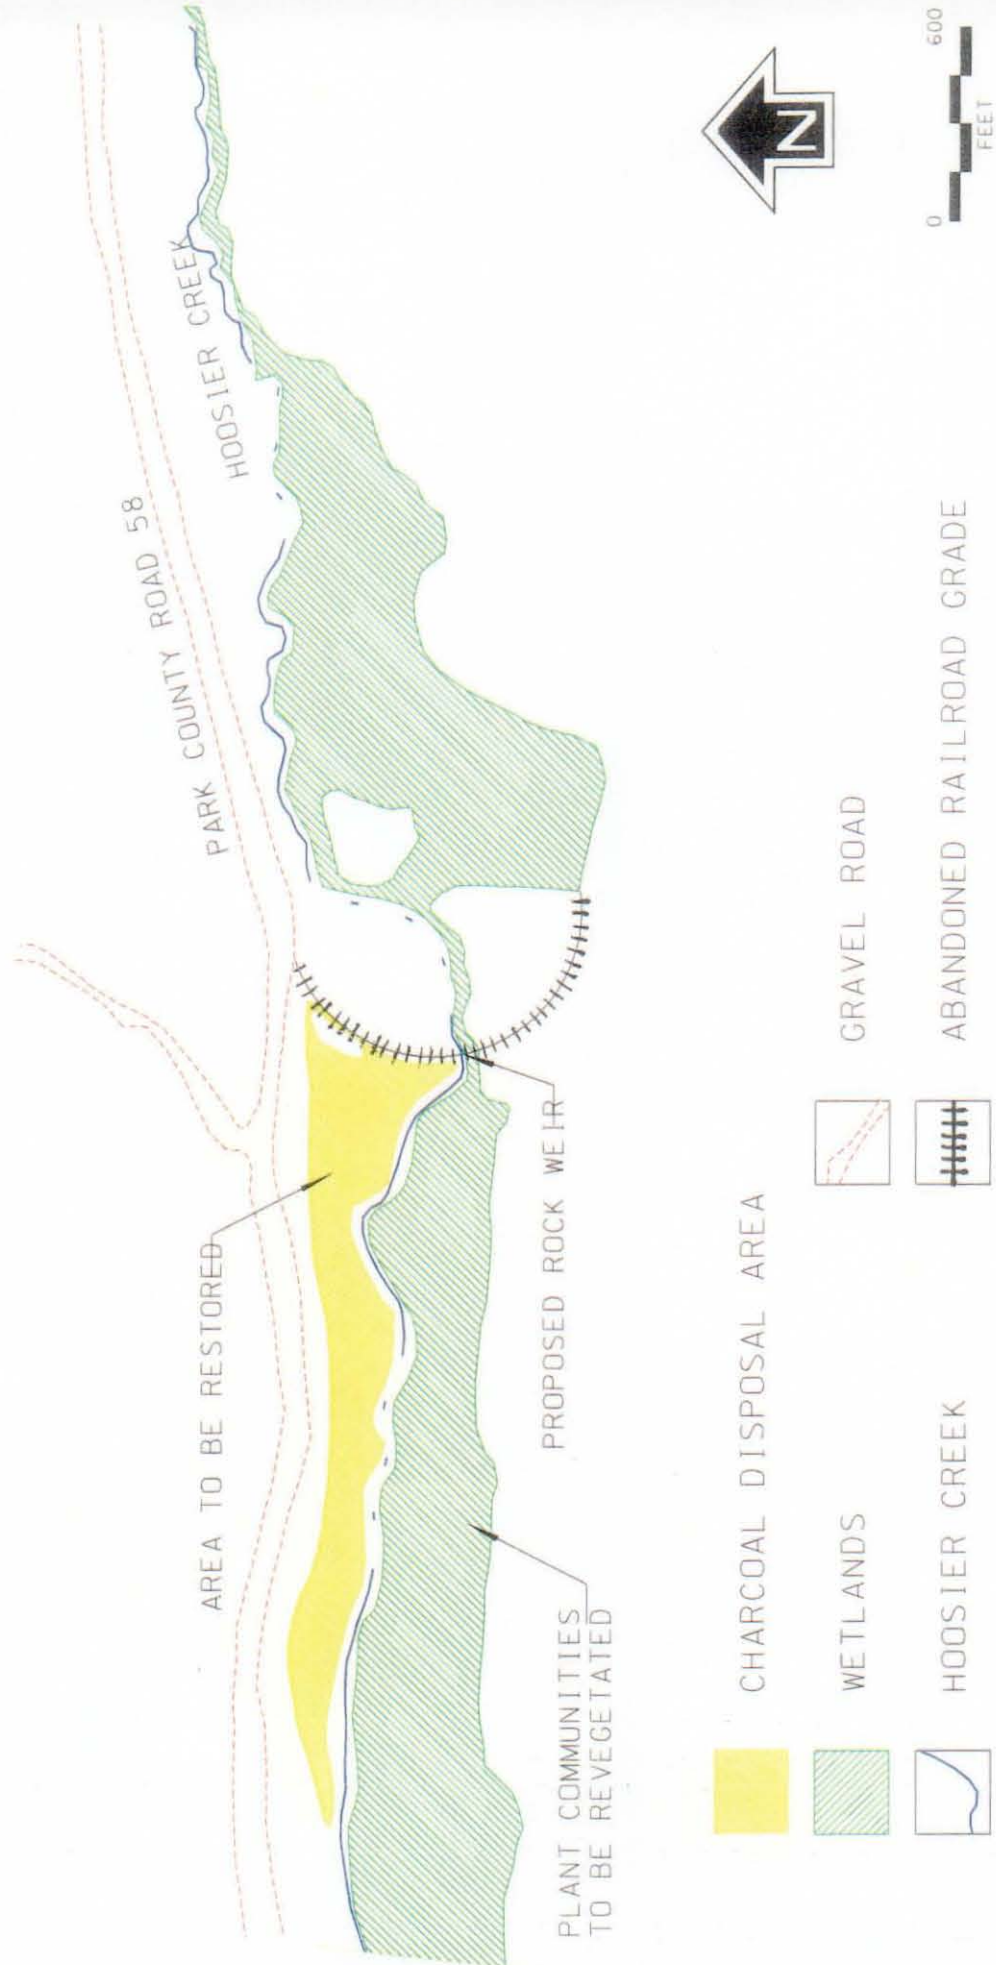 PARK COUNTY ROAD 58
HOOSIER CREEK
AREA TO BE RESTORED
PROPOSED ROCK WEIR
PLANT COMMUNITIES
TO BE REVEGETATED
CHARCOAL DISPOSAL AREA
WETLANDS
HOOSIER CREEK
GRAVEL ROAD
ABANDONED RAILROAD GRADE
N
0 600
FEET